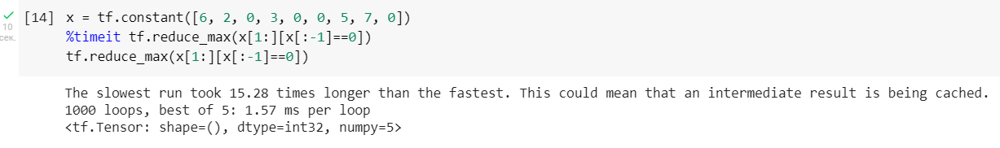 [14] x = tf.constant([6, 2, 0, 3, 0, 0, 5, 7, 0])
10
%timeit tf.reduce_max(x[1:][x[:-1]==0])
сек.
tf.reduce_max(x[1:][x[:-1]==0])
The slowest run took 15.28 times longer than the fastest. This could mean that an intermediate result is being cached.
1000 loops, best of 5: 1.57 ms per loop
<tf.Tensor: shape=(), dtype=int32, numpy=5>